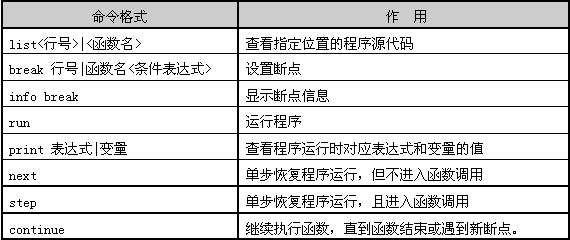 命令格式 作 用
list<行号>|<函数名> 查看指定位置的程序源代码
break 行号|函数名<条件表达式> 设置断点
info break 显示断点信息
run 运行程序
print 表达式|变量 查看程序运行时对应表达式和变量的值
next 单步恢复程序运行，但不进入函数调用
step 单步恢复程序运行，且进入函数调用
continue 继续执行函数，直到函数结束或遇到新断点。